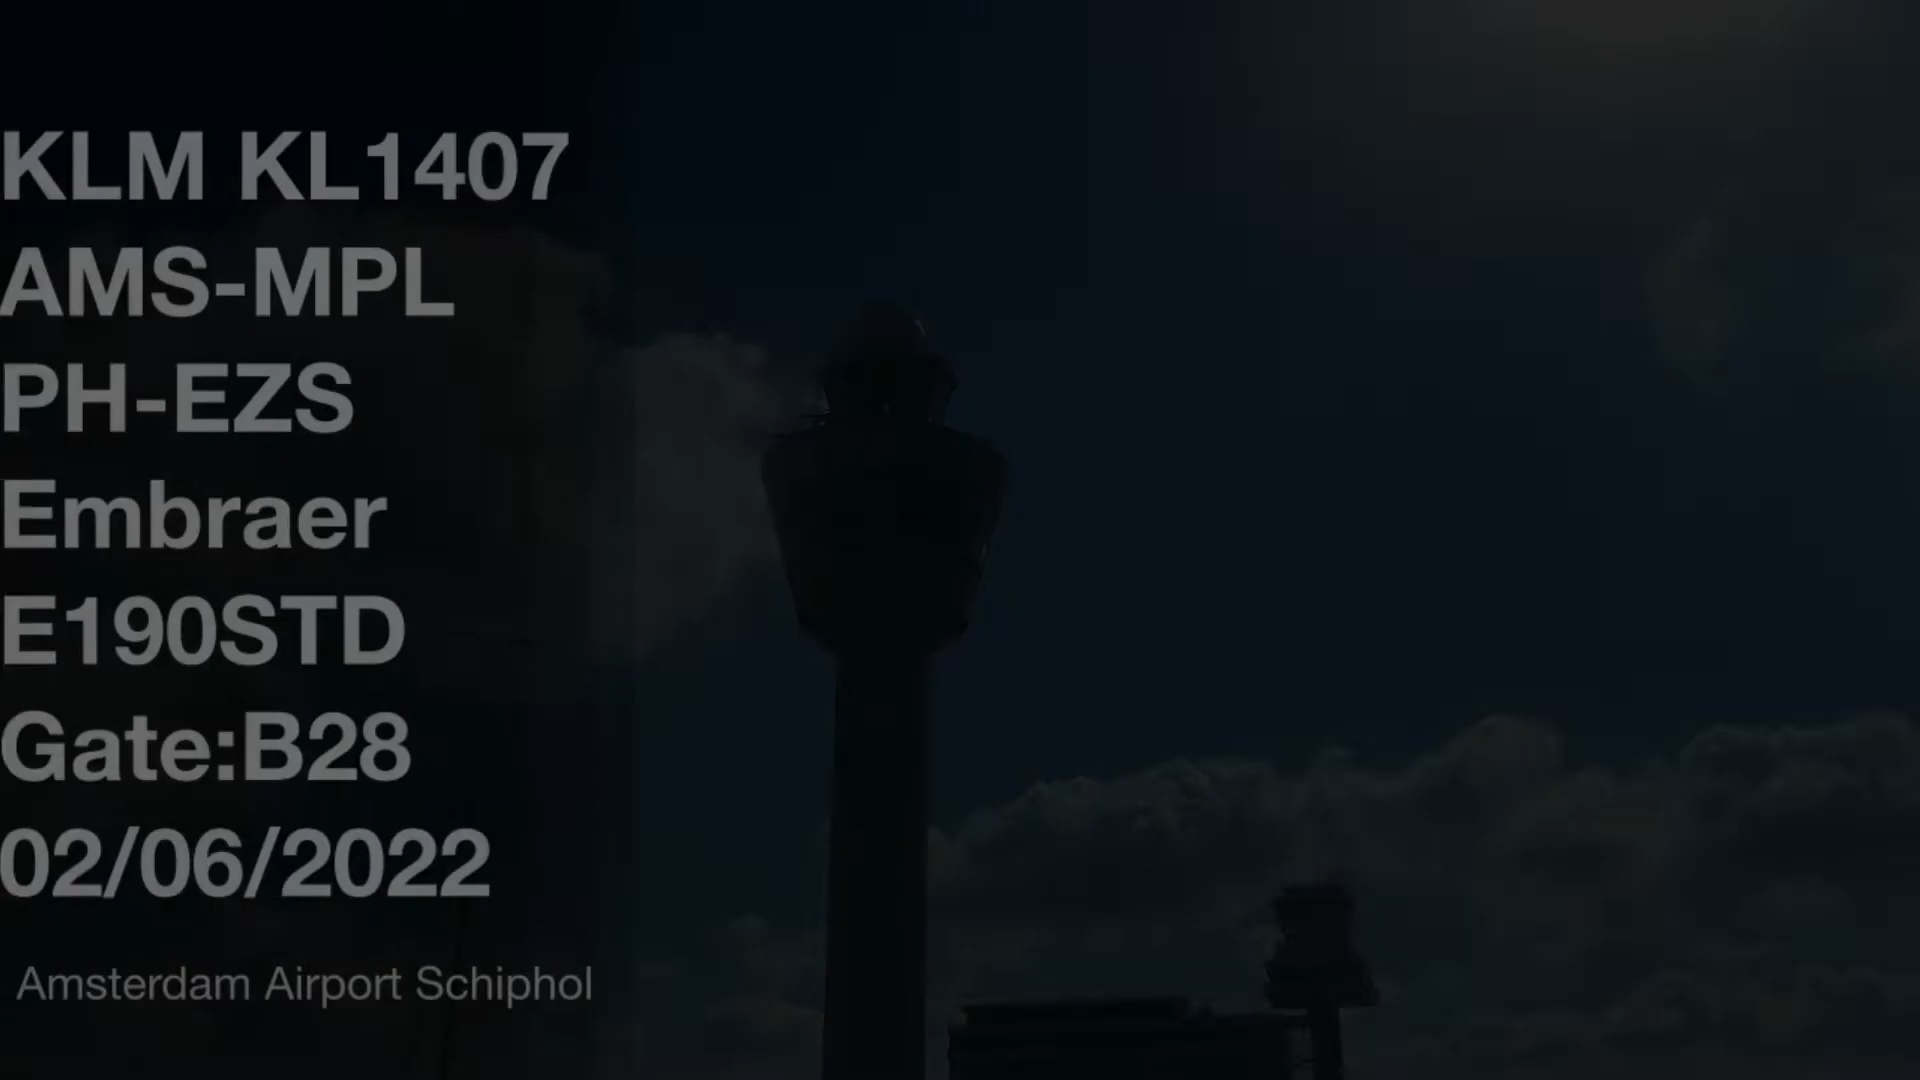 KLM KL1407
AMS-MPL
PH-EZS
Embraer
E190STD
Gate:B28
02/06/2022
Amsterdam Airport Schiphol